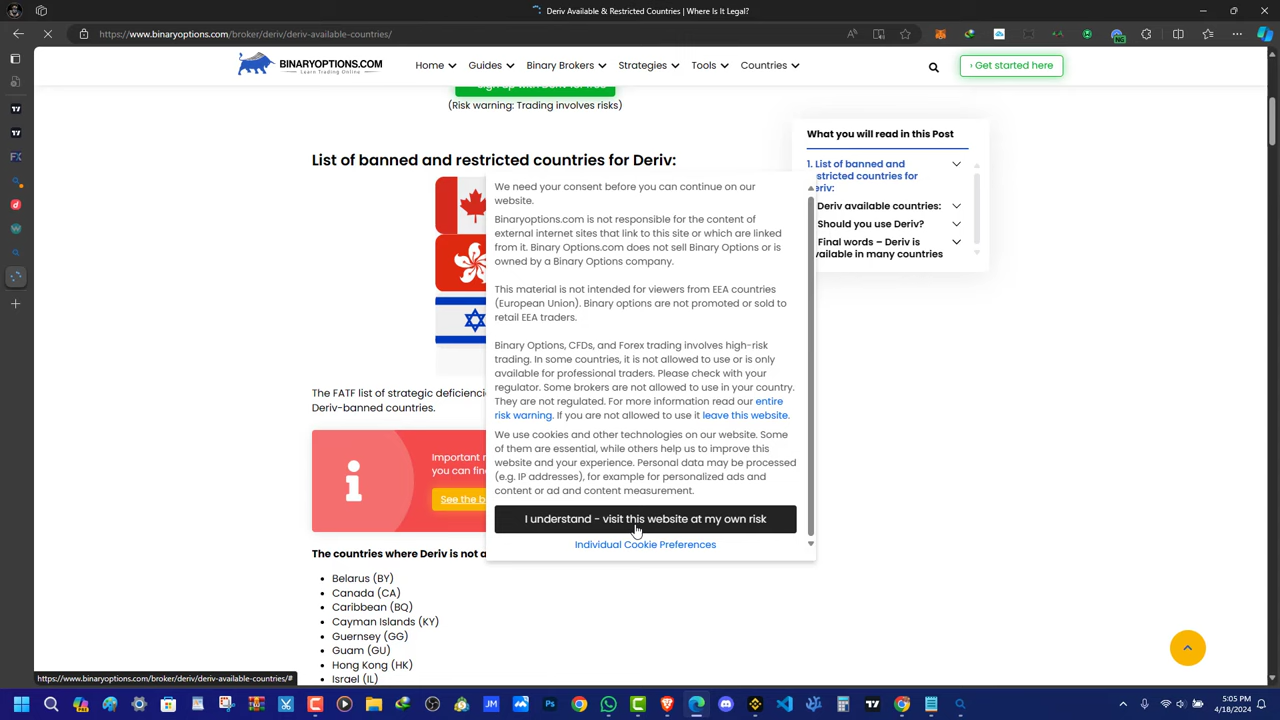 Deriv Available & Restricted Countries | Where Is It Legal?
https://www.binaryoptions.com/broker/deriv/deriv-available-countries/
BINARYOPTIONS.COM
Learn Trading Online
Home
Guides
Binary Brokers
Strategies
Tools
Countries
› Get started here
(Risk warning: Trading involves risks)
What you will read in this Post
1. List of banned and
estricted countries for
eriv:
Deriv available countries:
Should you use Deriv?
Final words – Deriv is
vailable in many countries
List of banned and restricted countries for Deriv:
We need your consent before you can continue on our
website.
Binaryoptions.com is not responsible for the content of
external internet sites that link to this site or which are linked
from it. Binary Options.com does not sell Binary Options or is
owned by a Binary Options company.
This material is not intended for viewers from EEA countries
(European Union). Binary options are not promoted or sold to
retail EEA traders.
Binary Options, CFDs, and Forex trading involves high-risk
trading. In some countries, it is not allowed to use or is only
available for professional traders. Please check with your
regulator. Some brokers are not allowed to use in your country.
They are not regulated. For more information read our entire
risk warning. If you are not allowed to use it leave this website.
We use cookies and other technologies on our website. Some
of them are essential, while others help us to improve this
website and your experience. Personal data may be processed
(e.g. IP addresses), for example for personalized ads and
content or ad and content measurement.
I understand - visit this website at my own risk
Individual Cookie Preferences
The FATF list of strategic deficienci
Deriv-banned countries.
Important
you can fin
See the b
The countries where Deriv is not a
Belarus (BY)
Canada (CA)
Caribbean (BQ)
Cayman Islands (KY)
Guernsey (GG)
Guam (GU)
Hong Kong (HK)
Israel (IL)
https://www.binaryoptions.com/broker/deriv/deriv-available-countries/#
5:05 PM
4/18/2024